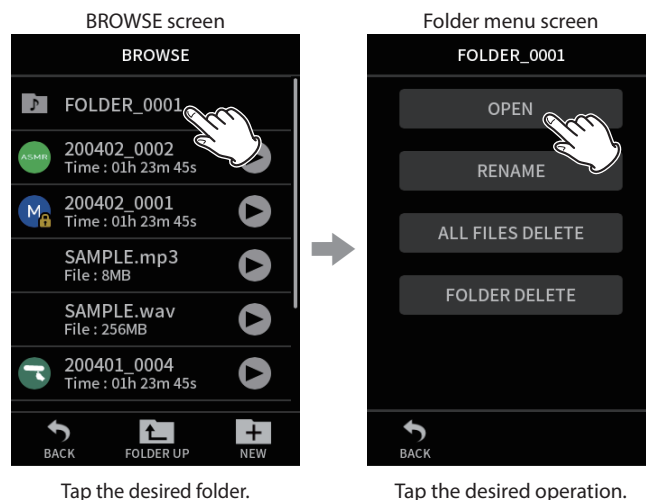 BROWSE screen
BROWSE
FOLDER_0001
ASMR
200402_0002
Time : 01h 23m 45s
M
200402_0001
Time : 01h 23m 45s
SAMPLE.mp3
File : 8MB
SAMPLE.wav
File : 256MB
200401_0004
Time : 01h 23m 45s
BACK
FOLDER UP
NEW
Tap the desired folder.
Folder menu screen
FOLDER_0001
OPEN
RENAME
ALL FILES DELETE
FOLDER DELETE
BACK
Tap the desired operation.